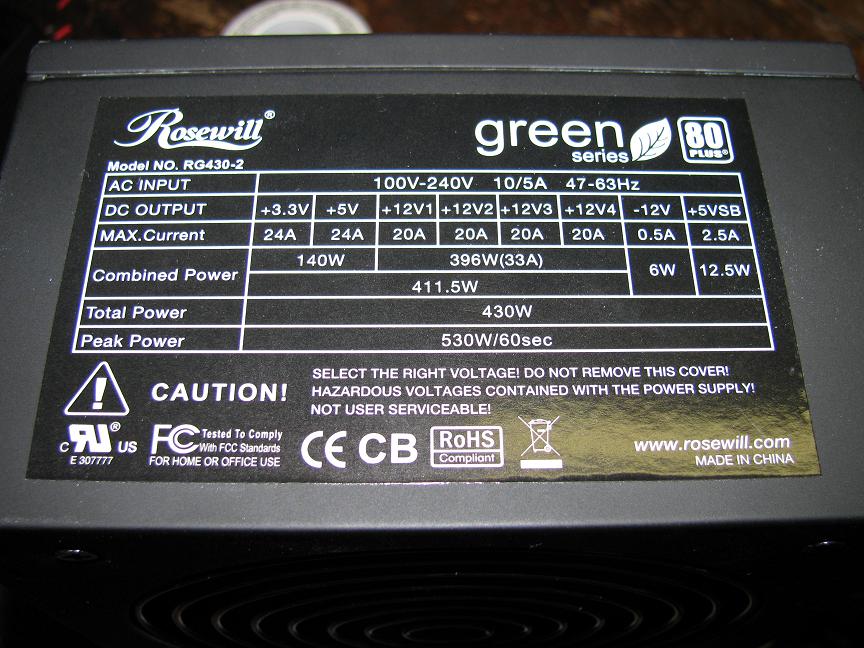 Rosewill®
green
series
80
PLUS®
Model NO. RG430-2
AC INPUT 100V-240V 10/5A 47-63Hz
DC OUTPUT +3.3V +5V +12V1 +12V2 +12V3 +12V4 -12V +5VSB
MAX.Current 24A 24A 20A 20A 20A 20A 0.5A 2.5A
Combined Power 140W 396W(33A) 6W 12.5W
411.5W
Total Power 430W
Peak Power 530W/60sec
CAUTION!
SELECT THE RIGHT VOLTAGE! DO NOT REMOVE THIS COVER!
HAZARDOUS VOLTAGES CONTAINED WITH THE POWER SUPPLY!
NOT USER SERVICEABLE!
c RU® US
E 307777
FC Tested To Comply
With FCC Standards
FOR HOME OR OFFICE USE
CE CB
RoHS
Compliant
www.rosewill.com
MADE IN CHINA